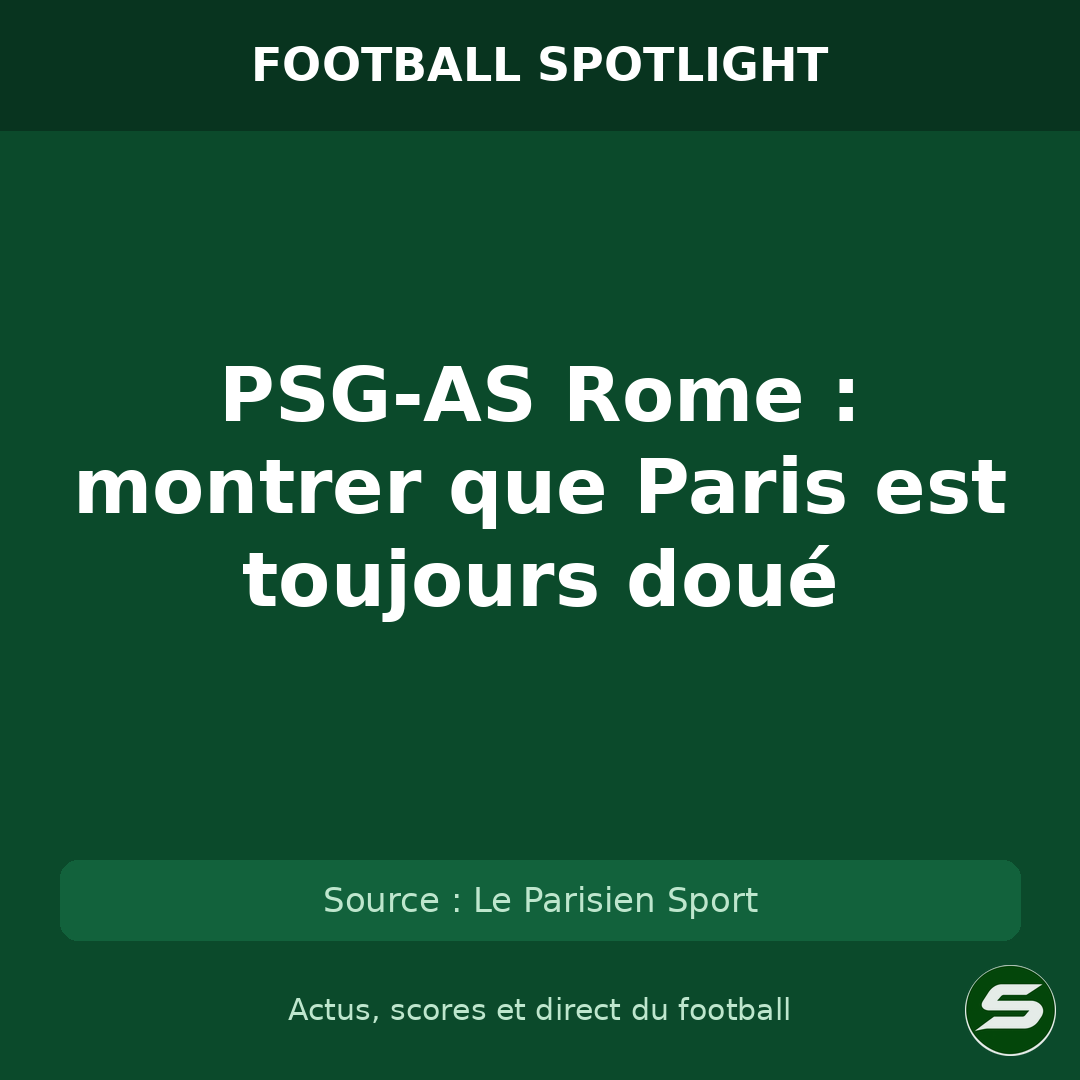 FOOTBALL SPOTLIGHT
PSG-AS Rome :
montrer que Paris est
toujours doué
Source : Le Parisien Sport
Actus, scores et direct du football